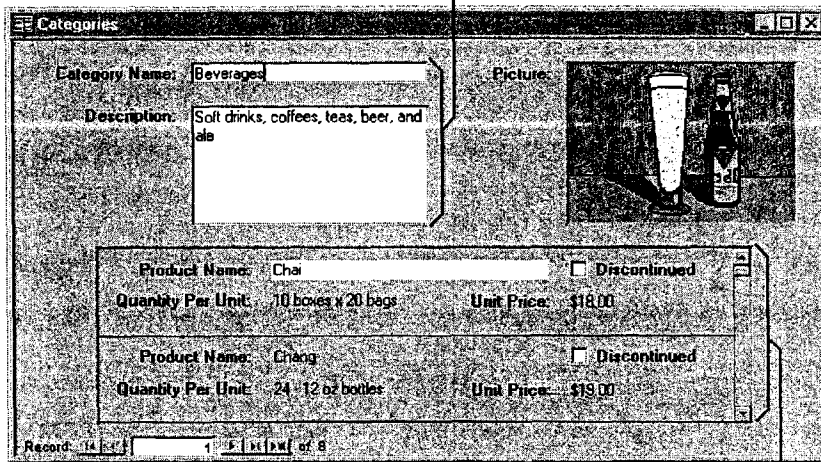 Categories
Category Name: Beverages Picture:
Description: Soft drinks, coffees, teas, beer, and
ale
Product Name: Chai Discontinued
Quantity Per Unit: 10 boxes x 20 bags Unit Price: $18.00
Product Name: Chang Discontinued
Quantity Per Unit: 24 - 12 oz bottles Unit Price: $19.00
Record: 1 of 8